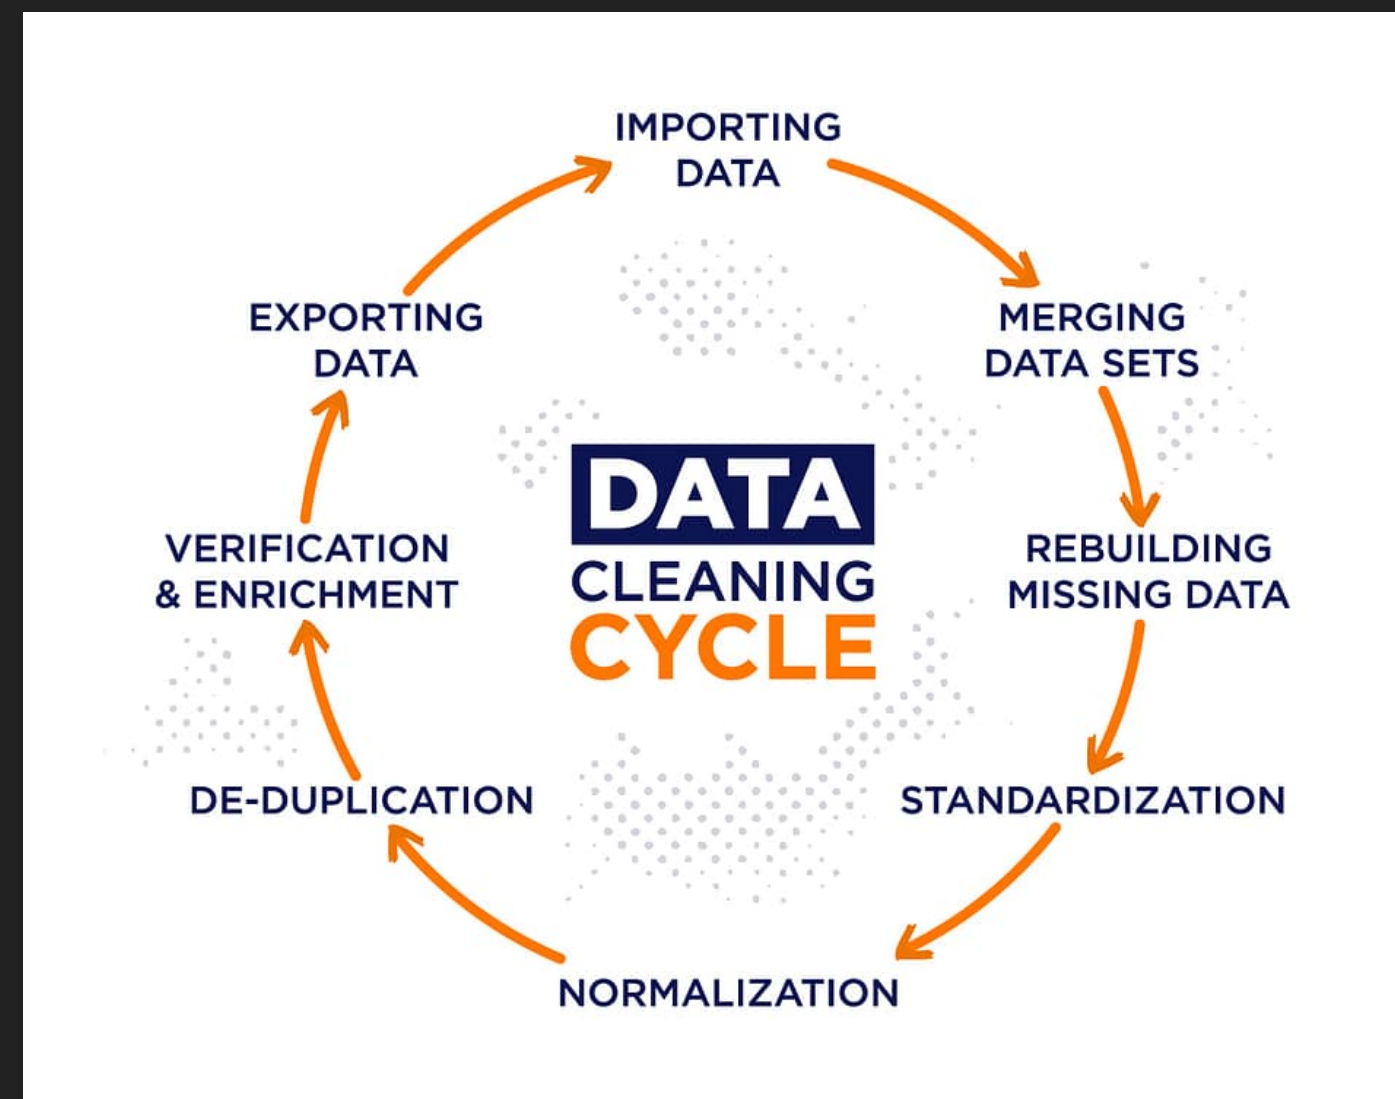 IMPORTING
DATA
MERGING
DATA SETS
REBUILDING
MISSING DATA
STANDARDIZATION
NORMALIZATION
DE-DUPLICATION
VERIFICATION
& ENRICHMENT
EXPORTING
DATA
DATA
CLEANING
CYCLE